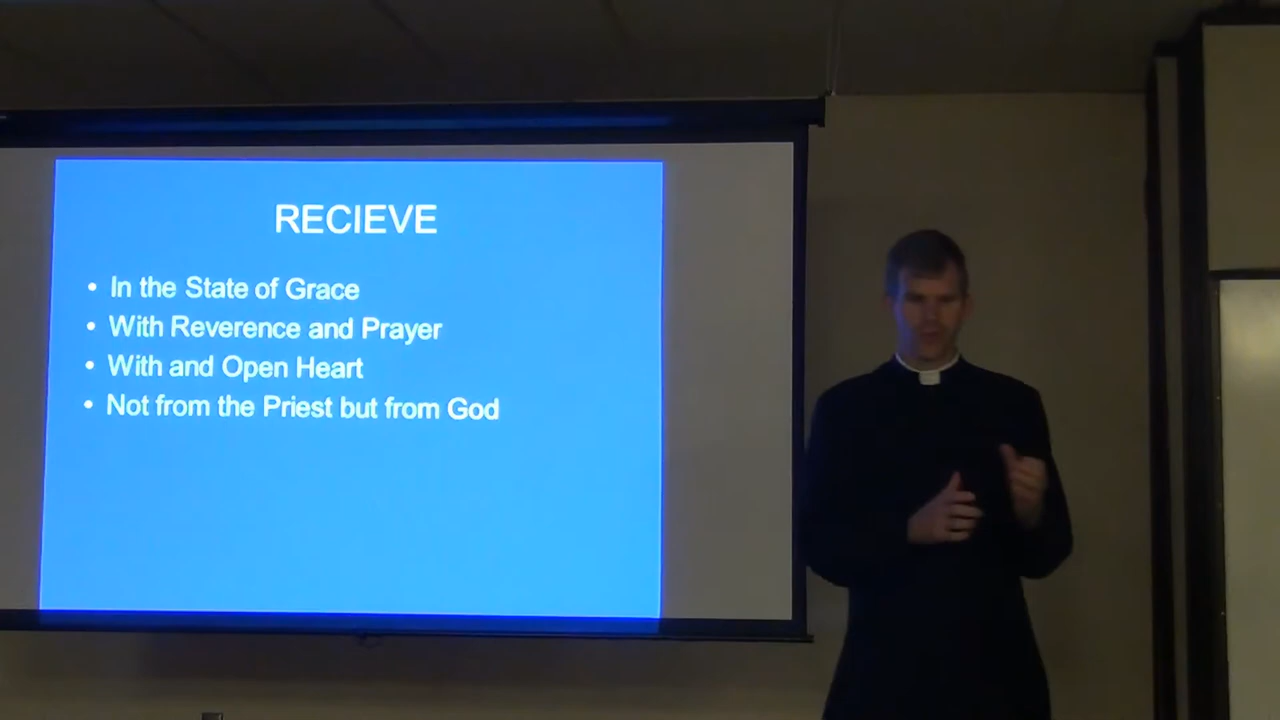 RECIEVE
• In the State of Grace
• With Reverence and Prayer
• With and Open Heart
• Not from the Priest but from God